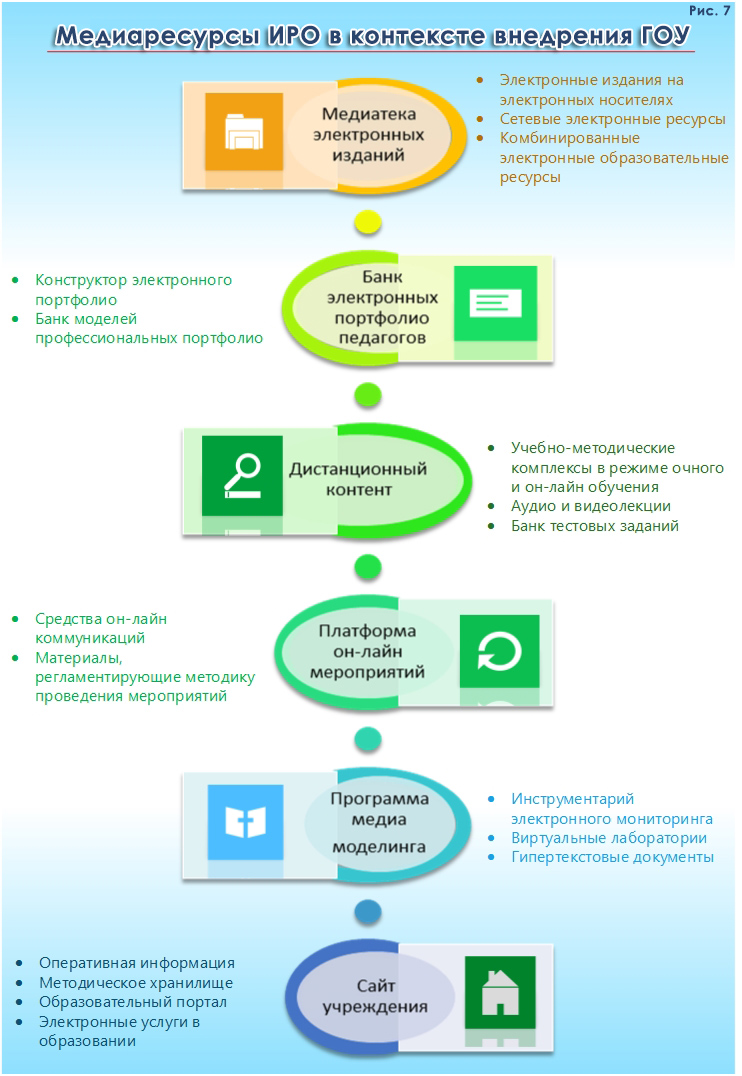 Рис. 7
Медиаресурсы ИРО в контексте внедрения ГОУ
Медиатека
электронных
изданий
Электронные издания на
электронных носителях
Сетевые электронные ресурсы
Комбинированные
электронные образовательные
ресурсы
Банк
электронных
портфолио
педагогов
Конструктор электронного
портфолио
Банк моделей
профессиональных портфолио
Дистанционный
контент
Учебно-методические
комплексы в режиме очного
и он-лайн обучения
Аудио и видеолекции
Банк тестовых заданий
Платформа
он-лайн
мероприятий
Средства он-лайн
коммуникаций
Материалы,
регламентирующие методику
проведения мероприятий
Программа
медиа
моделинга
Инструментарий
электронного мониторинга
Виртуальные лаборатории
Гипертекстовые документы
Сайт
учреждения
Оперативная информация
Методическое хранилище
Образовательный портал
Электронные услуги в
образовании